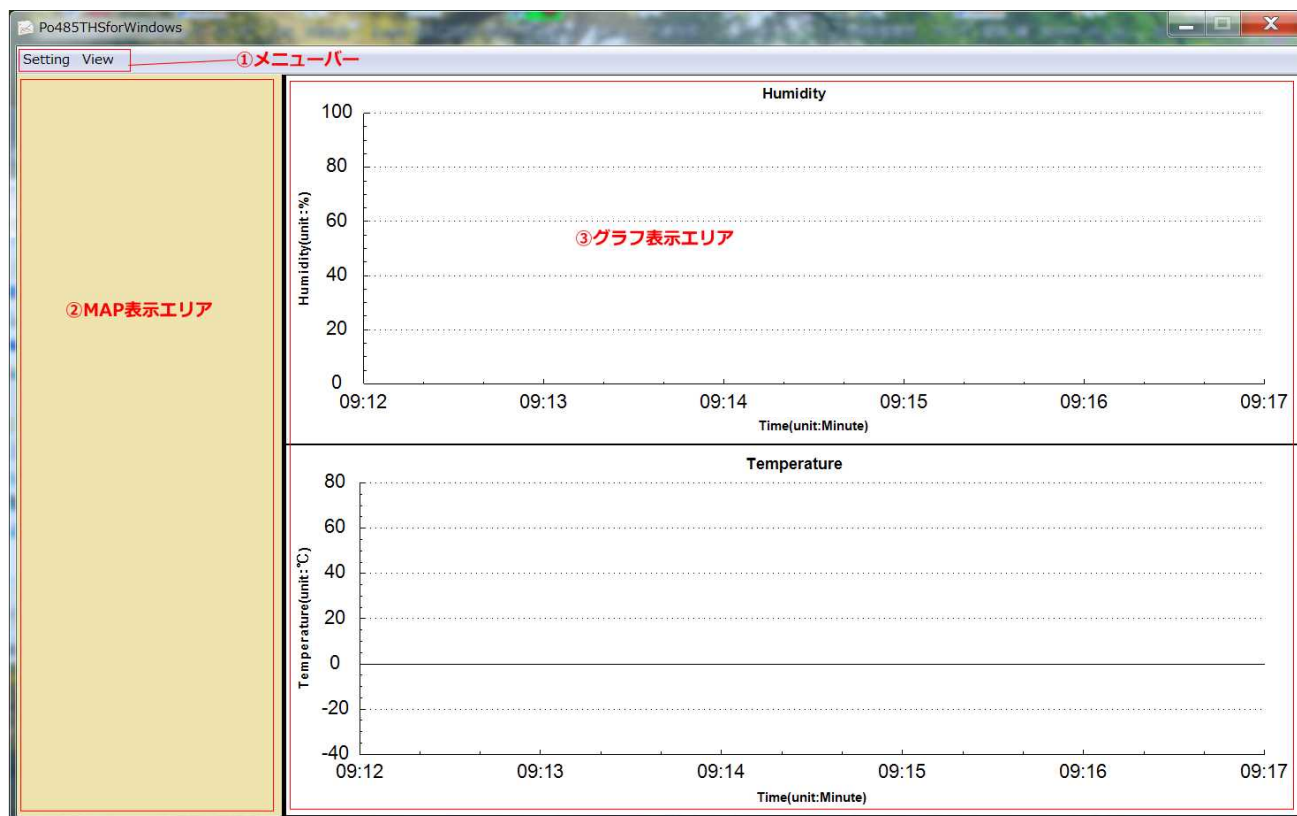 Po485THSforWindows
Setting View
①メニューバー
②MAP表示エリア
Humidity
100
80
60
40
20
0
Humidity(unit:%)
③グラフ表示エリア
09:12 09:13 09:14 09:15 09:16 09:17
Time(unit:Minute)
Temperature
80
60
40
20
0
-20
-40
Temperature(unit:℃)
09:12 09:13 09:14 09:15 09:16 09:17
Time(unit:Minute)